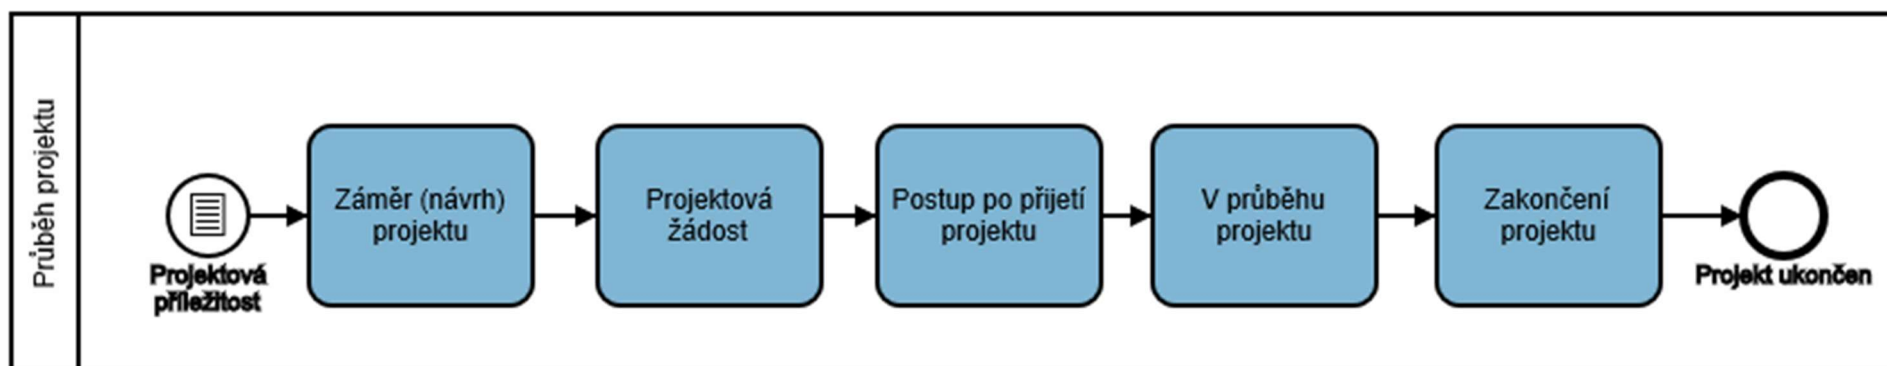 Průběh projektu
Projektová
příležitost
Záměr (návrh)
projektu
Projektová
žádost
Postup po přijetí
projektu
V průběhu
projektu
Zakončení
projektu
Projekt ukončen